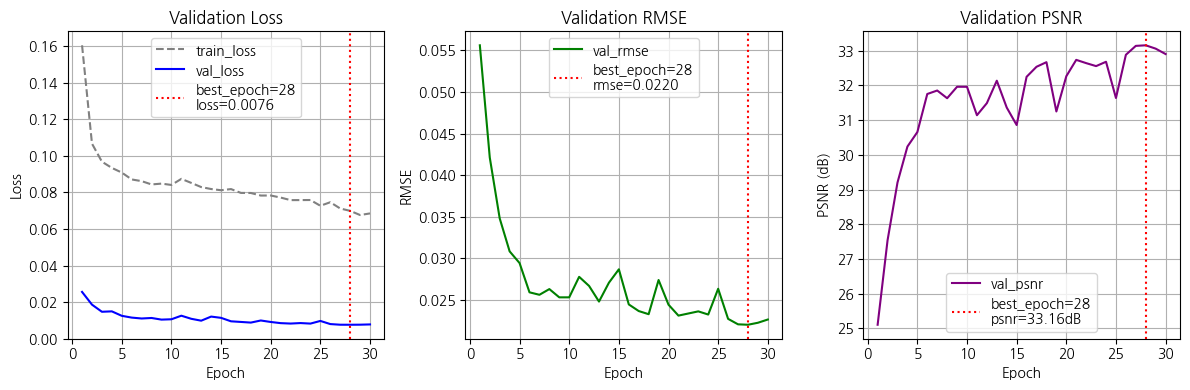 Validation Loss
0.16
0.14
0.12
0.10
0.08
0.06
0.04
0.02
0.00
Loss
train_loss
val_loss
best_epoch=28
loss=0.0076
0 5 10 15 20 25 30
Epoch
Validation RMSE
0.055
0.050
0.045
0.040
0.035
0.030
0.025
RMSE
val_rmse
best_epoch=28
rmse=0.0220
0 5 10 15 20 25 30
Epoch
Validation PSNR
33
32
31
30
29
28
27
26
25
PSNR (dB)
val_psnr
best_epoch=28
psnr=33.16dB
0 5 10 15 20 25 30
Epoch